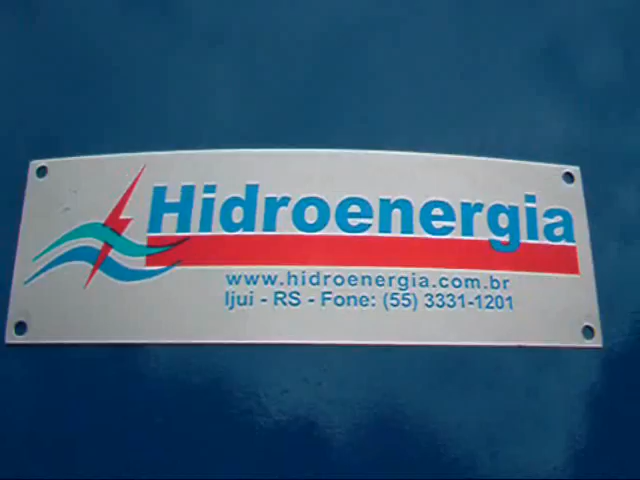 Hidroenergia
www.hidroenergia.com.br
Ijui - RS - Fone: (55) 3331-1201